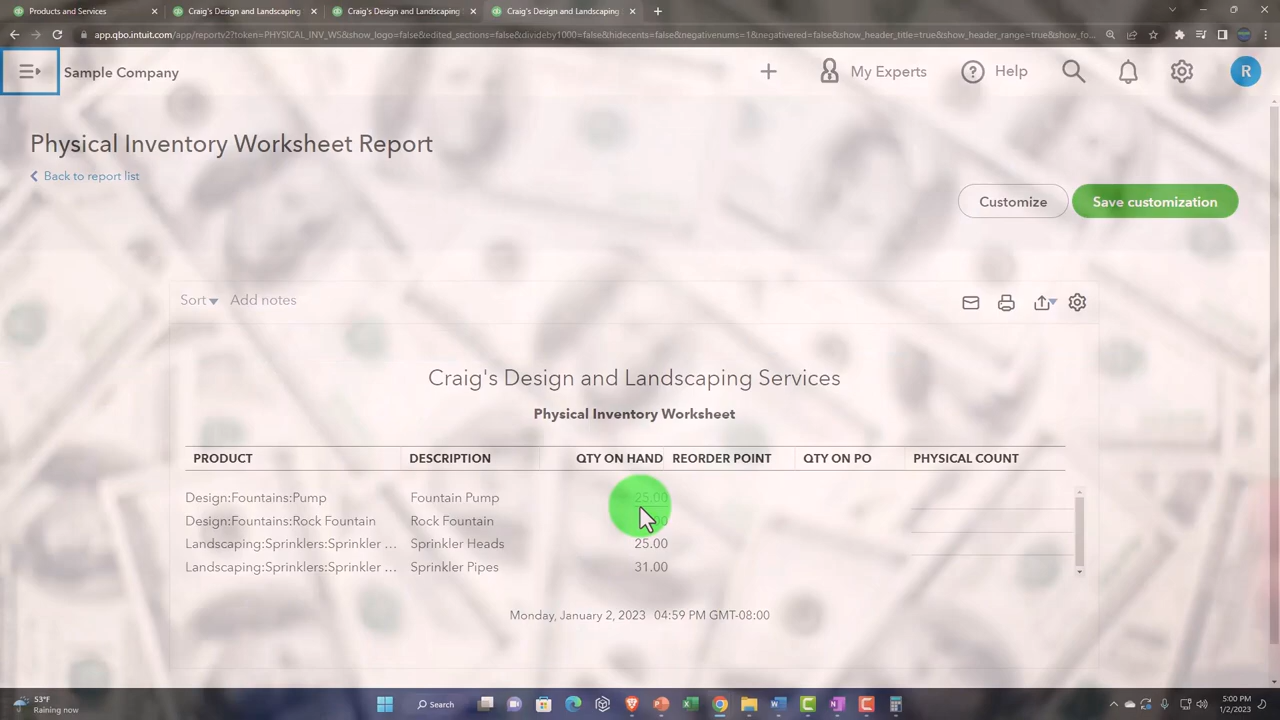 Products and Services
Craig's Design and Landscaping
Craig's Design and Landscaping
Craig's Design and Landscaping
app.qbo.intuit.com/app/reportv2?token=PHYSICAL_INV_WS&show_logo=false&edited_sections=false&divideby1000=false&hidecents=false&negativenums=1&negativered=false&show_header_title=true&show_header_range=true&show_fo...
Sample Company
My Experts
Help
R
Physical Inventory Worksheet Report
Back to report list
Customize
Save customization
Sort
Add notes
Craig's Design and Landscaping Services
Physical Inventory Worksheet
PRODUCT DESCRIPTION QTY ON HAND REORDER POINT QTY ON PO PHYSICAL COUNT
Design:Fountains:Pump Fountain Pump 25.00
Design:Fountains:Rock Fountain Rock Fountain
Landscaping:Sprinklers:Sprinkler ... Sprinkler Heads 25.00
Landscaping:Sprinklers:Sprinkler ... Sprinkler Pipes 31.00
Monday, January 2, 2023 04:59 PM GMT-08:00
53°F
Raining now
Search
5:00 PM
1/2/2023